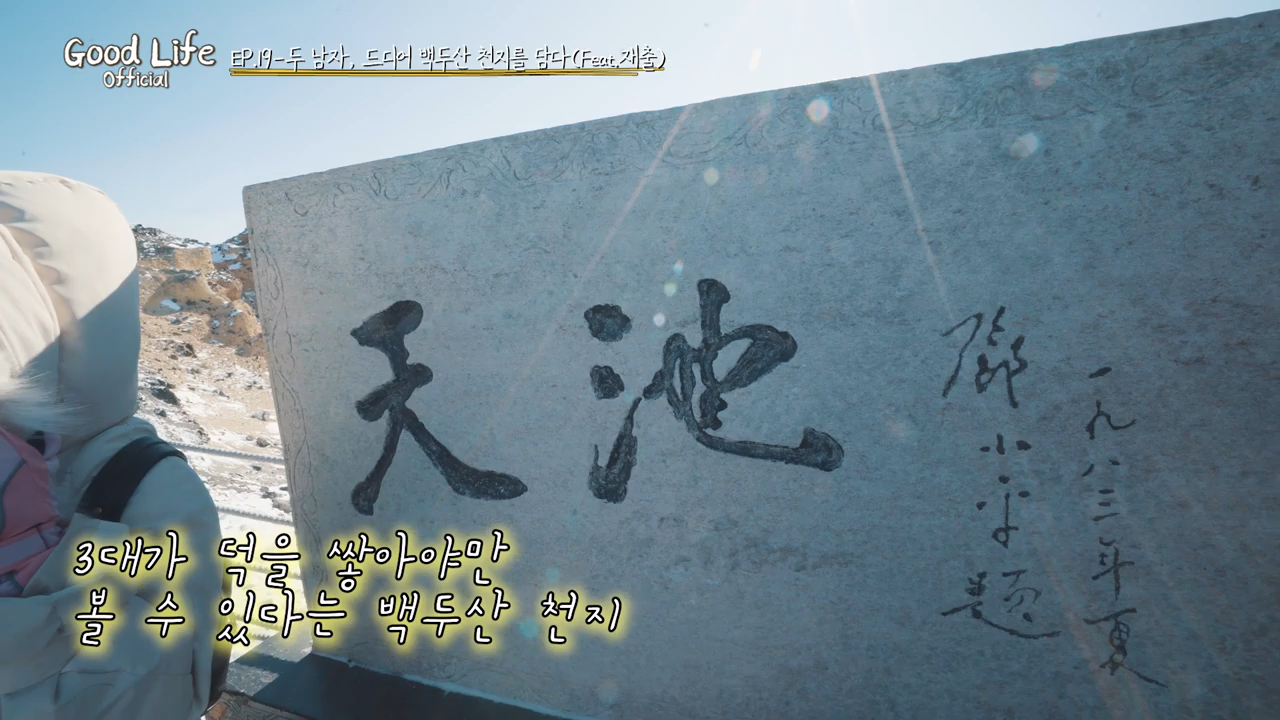 Good Life
Official
EP.19-두 남자, 드디어 백두산 천지를 담다(Feat.재출)
天池
鄧小平題
一九八三年夏
3대가 덕을 쌓아야만
볼 수 있다는 백두산 천지